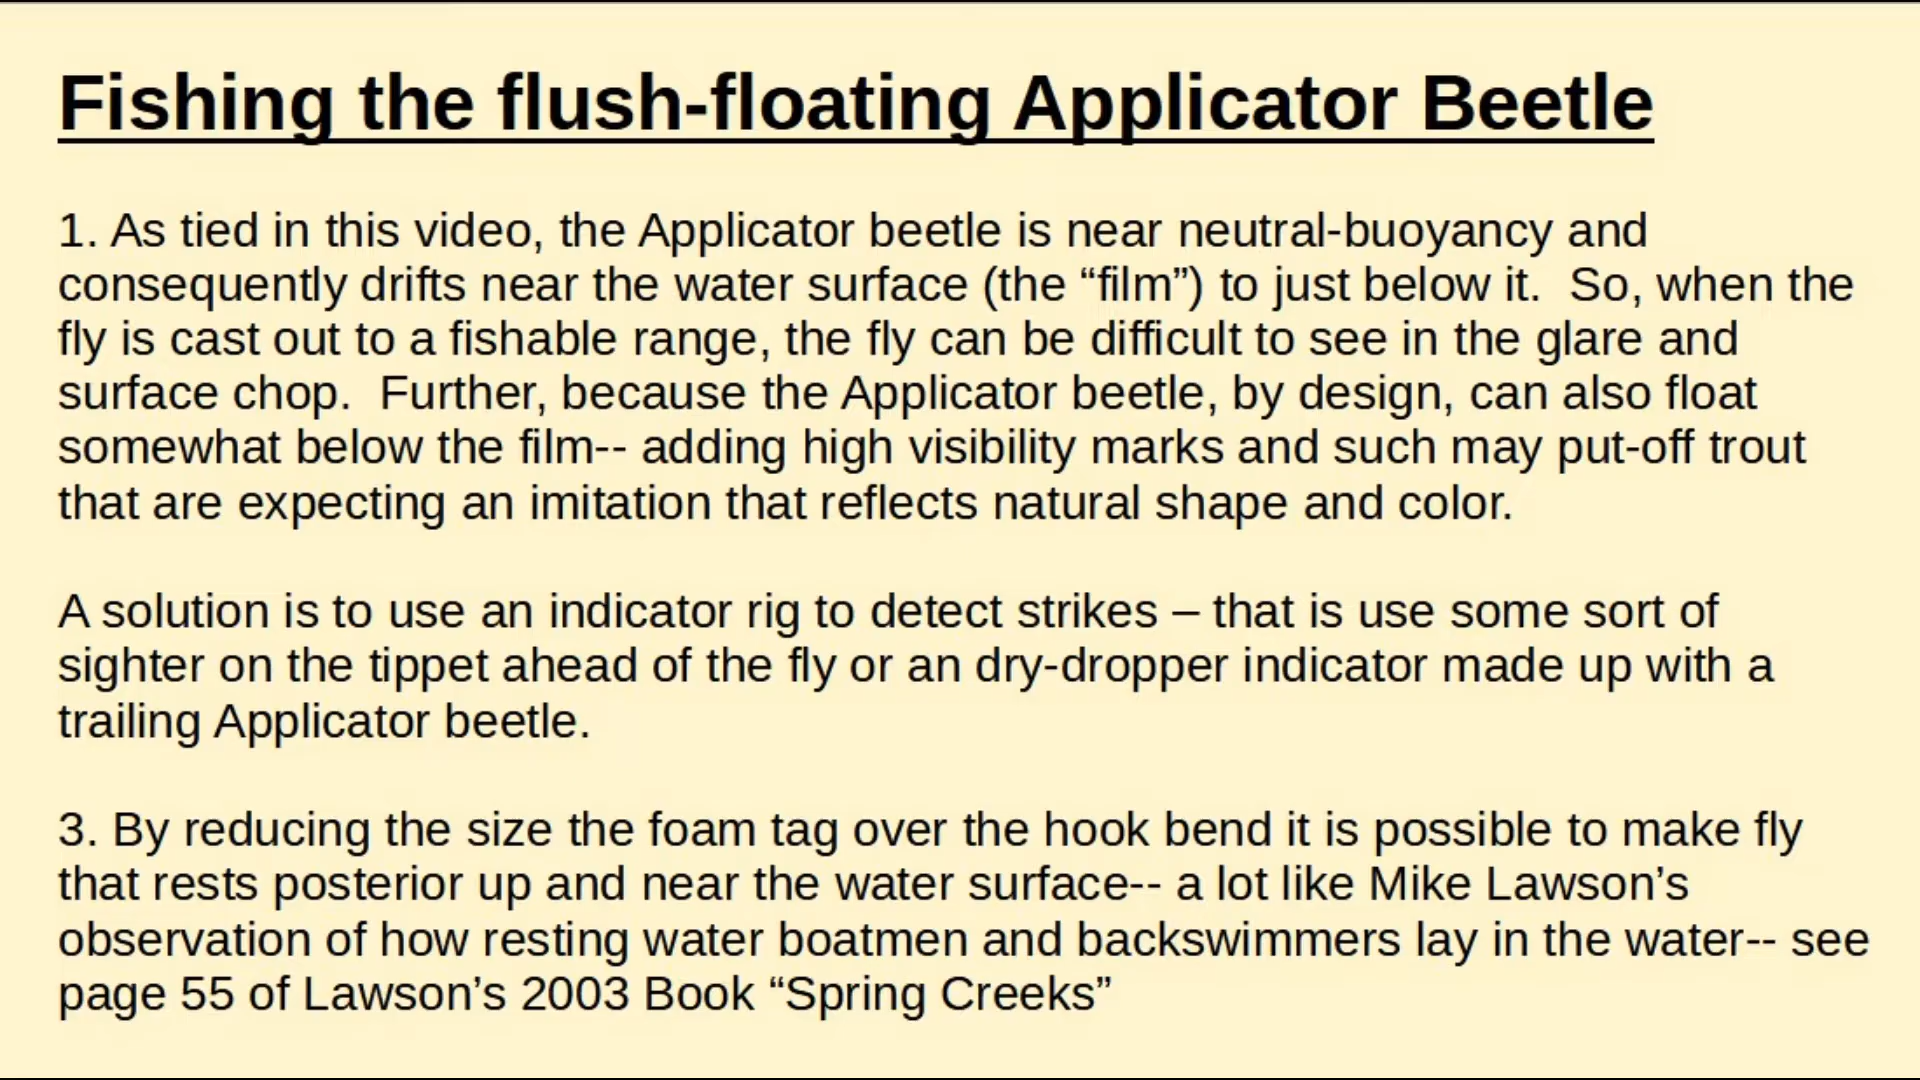 Fishing the flush-floating Applicator Beetle
1. As tied in this video, the Applicator beetle is near neutral-buoyancy and
consequently drifts near the water surface (the “film”) to just below it.  So, when the
fly is cast out to a fishable range, the fly can be difficult to see in the glare and
surface chop.  Further, because the Applicator beetle, by design, can also float
somewhat below the film-- adding high visibility marks and such may put-off trout
that are expecting an imitation that reflects natural shape and color.
A solution is to use an indicator rig to detect strikes – that is use some sort of
sighter on the tippet ahead of the fly or an dry-dropper indicator made up with a
trailing Applicator beetle.
3. By reducing the size the foam tag over the hook bend it is possible to make fly
that rests posterior up and near the water surface-- a lot like Mike Lawson’s
observation of how resting water boatmen and backswimmers lay in the water-- see
page 55 of Lawson’s 2003 Book “Spring Creeks”